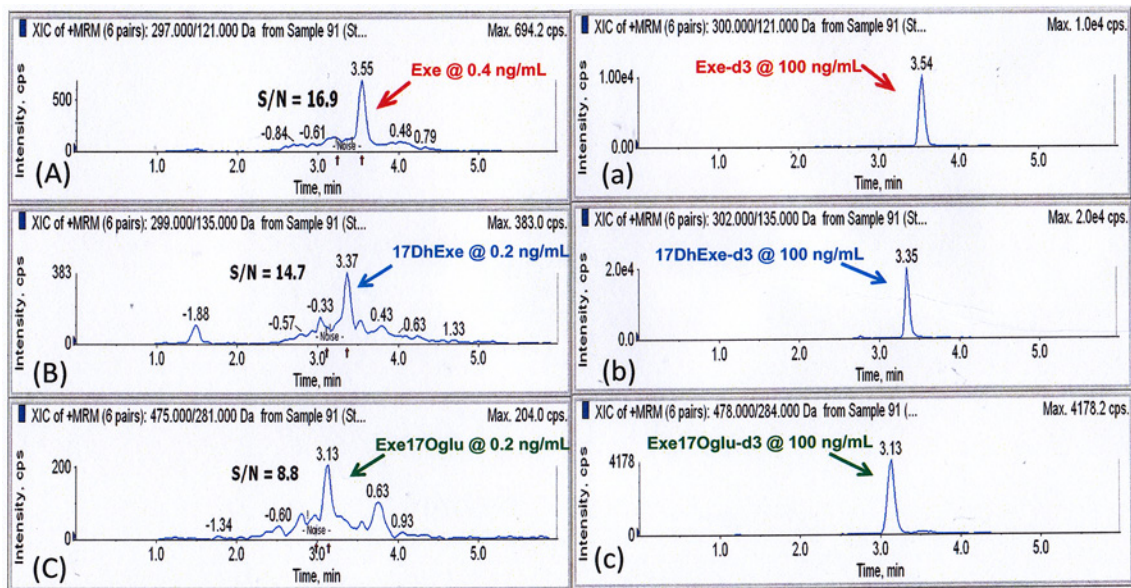 XIC of +MRM (6 pairs): 297.000/121.000 Da from Sample 91 (St...
Max. 694.2 cps.
Intensity, cps
500
0
S/N = 16.9
3.55
Exe @ 0.4 ng/mL
-0.84
-0.61
- Noise -
0.48
0.79
1.0 2.0 3.0 4.0 5.0
Time, min
(A)
XIC of +MRM (6 pairs): 300.000/121.000 Da from Sample 91 (St...
Max. 1.0e4 cps.
Intensity, cps
1.00e4
0.00
Exe-d3 @ 100 ng/mL
3.54
1.0 2.0 3.0 4.0 5.0
Time, min
(a)
XIC of +MRM (6 pairs): 299.000/135.000 Da from Sample 91 (St...
Max. 383.0 cps.
Intensity, cps
383
0
S/N = 14.7
3.37
17DhExe @ 0.2 ng/mL
-1.88
-0.57
-0.33
- Noise -
0.43
0.63
1.33
1.0 2.0 3.0 4.0 5.0
Time, min
(B)
XIC of +MRM (6 pairs): 302.000/135.000 Da from Sample 91 (St...
Max. 2.0e4 cps.
Intensity, cps
2.0e4
0.0
17DhExe-d3 @ 100 ng/mL
3.35
1.0 2.0 3.0 4.0 5.0
Time, min
(b)
XIC of +MRM (6 pairs): 475.000/281.000 Da from Sample 91 (St...
Max. 204.0 cps.
Intensity, cps
200
0
S/N = 8.8
3.13
Exe17Oglu @ 0.2 ng/mL
-1.34
-0.60
- Noise -
0.63
0.93
1.0 2.0 3.0 4.0 5.0
Time, min
(C)
XIC of +MRM (6 pairs): 478.000/284.000 Da from Sample 91 (...
Max. 4178.2 cps.
Intensity, cps
4178
0
Exe17Oglu-d3 @ 100 ng/mL
3.13
1.0 2.0 3.0 4.0 5.0
Time, min
(c)